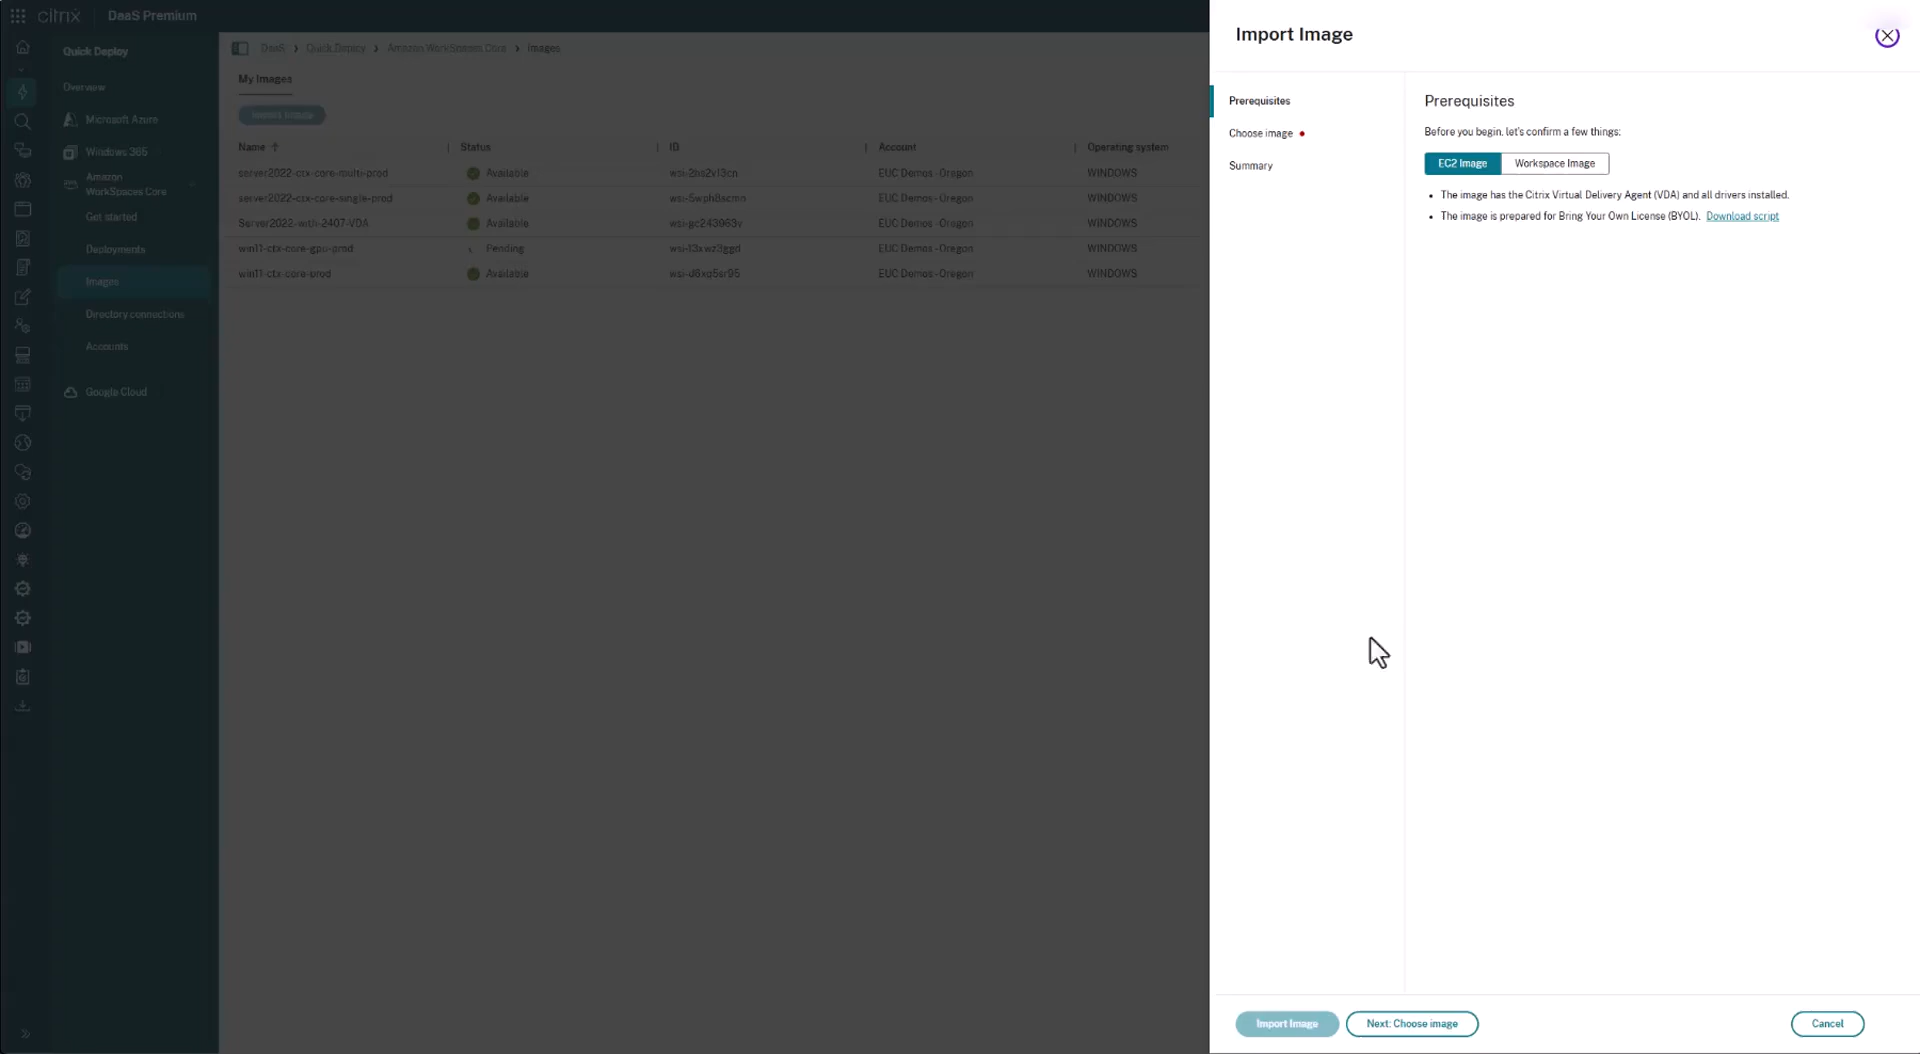 citrix
DaaS Premium
Quick Deploy
Overview
Microsoft Azure
Windows 365
Amazon
WorkSpaces Core
Get started
Deployments
Images
Directory connections
Accounts
Google Cloud
DaaS > Quick Deploy > Amazon WorkSpaces Core > Images
My Images
Import Image
Name Status ID Account Operating system
server2022-ctx-core-multi-prod Available EUC Demos - Oregon WINDOWS
server2022-ctx-core-single-prod Available EUC Demos - Oregon WINDOWS
Server2022-with-2407-VDA Available EUC Demos - Oregon WINDOWS
win11-ctx-core-gpu-prod Pending EUC Demos - Oregon WINDOWS
win11-ctx-core-prod Available EUC Demos - Oregon WINDOWS
Import Image
Prerequisites
Choose image
Summary
Prerequisites
Before you begin, let's confirm a few things:
EC2 Image Workspace Image
• The image has the Citrix Virtual Delivery Agent (VDA) and all drivers installed.
• The image is prepared for Bring Your Own License (BYOL). Download script
Import Image Next: Choose image Cancel